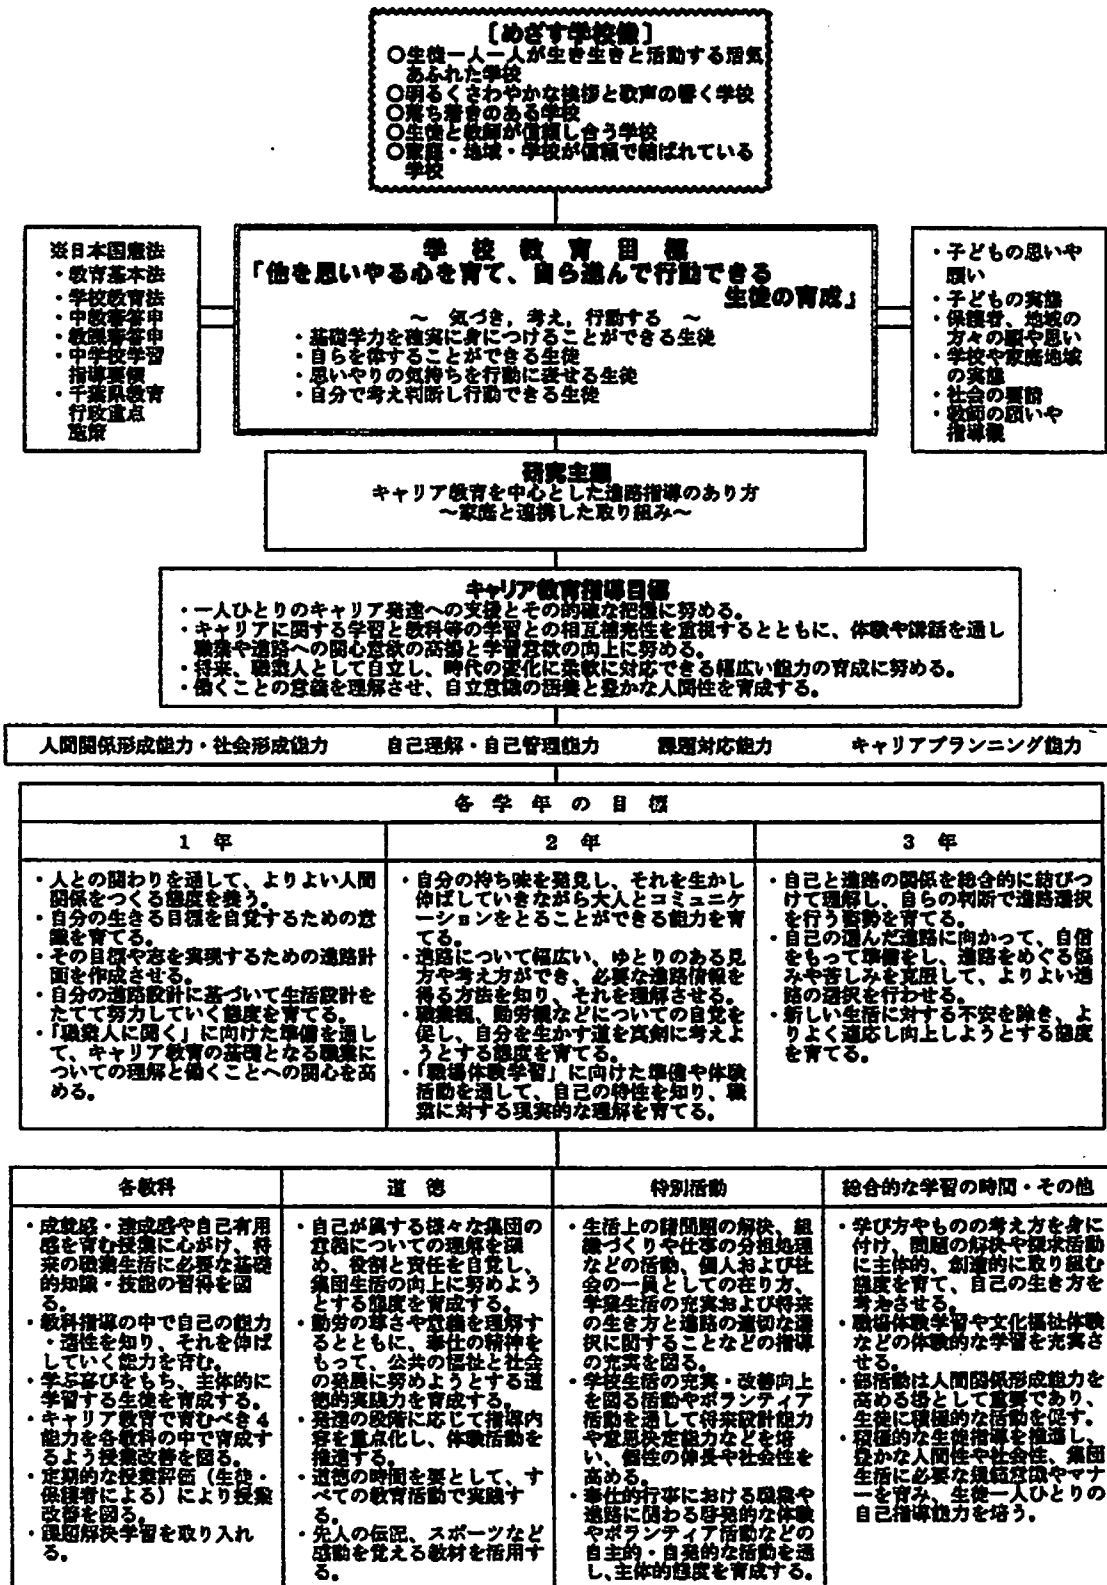 〔めざす学校像〕
○生徒一人一人が生き生きと活動する活気
あふれた学校
○明るくさわやかな挨拶と歌声の響く学校
○落ち着きのある学校
○生徒と教師が信頼し合う学校
○家庭・地域・学校が信頼で結ばれている
学校
※日本国憲法
・教育基本法
・学校教育法
・中教審答申
・教課審答申
・中学校学習
指導要領
・千葉県教育
行政重点
施策
学校教育目標
「他を思いやる心を育て、自ら進んで行動できる
生徒の育成」
～ 気づき，考え，行動する ～
・基礎学力を確実に身につけることができる生徒
・自らを律することができる生徒
・思いやりの気持ちを行動に表せる生徒
・自分で考え判断し行動できる生徒
・子どもの思いや
願い
・子どもの実態
・保護者、地域の
方々の願や思い
・学校や家庭地域
の実態
・社会の要請
・教師の願いや
指導観
研究主題
キャリア教育を中心とした進路指導のあり方
～家庭と連携した取り組み～
キャリア教育指導目標
・一人ひとりのキャリア発達への支援とその的確な把握に努める。
・キャリアに関する学習と教科等の学習との相互補完性を重視するとともに、体験や講話を通し
職業や進路への関心意欲の高揚と学習意欲の向上に努める。
・将来、職業人として自立し、時代の変化に柔軟に対応できる幅広い能力の育成に努める。
・働くことの意義を理解させ、自立意識の涵養と豊かな人間性を育成する。
人間関係形成能力・社会形成能力 自己理解・自己管理能力 課題対応能力 キャリアプランニング能力
各学年の目標
1 年
・人との関わりを通して、よりよい人間
関係をつくる態度を養う。
・自分の生きる目標を自覚するための意
識を育てる。
・その目標や志を実現するための進路計
画を作成させる。
・自分の進路設計に基づいて生活設計を
たてて努力していく態度を育てる。
・「職業人に聞く」に向けた準備を通し
て、キャリア教育の基礎となる職業に
ついての理解と働くことへの関心を高
める。
2 年
・自分の持ち味を発見し、それを生かし
伸ばしていきながら大人とコミュニケ
ーションをとることができる能力を育
てる。
・進路について幅広い、ゆとりのある見
方や考え方ができ、必要な進路情報を
得る方法を知り、それを理解させる。
・職業観、勤労観などについての自覚を
促し、自分を生かす道を真剣に考えよ
うとする態度を育てる。
・「職場体験学習」に向けた準備や体験
活動を通して、自己の特性を知り、職
業に対する現実的な理解を育てる。
3 年
・自己と進路の関係を総合的に結びつ
けて理解し、自らの判断で進路選択
を行う姿勢を育てる。
・自己の選んだ進路に向かって、自信
をもって準備をし、進路をめぐる悩
みや苦しみを克服して、よりよい進
路の選択を行わせる。
・新しい生活に対する不安を除き、よ
りよく適応し向上しようとする態度
を育てる。
各教科
・成就感・達成感や自己有用
感を育む授業に心がけ、将
来の職業生活に必要な基礎
的知識・技能の習得を図
る。
・教科指導の中で自己の能力
・適性を知り、それを伸ば
していく能力を育む。
・学ぶ喜びをもち、主体的に
学習する生徒を育成する。
・キャリア教育で育むべき４
能力を各教科の中で育成す
るよう授業改善を図る。
・定期的な授業評価（生徒・
保護者による）により授業
改善を図る。
・課題解決学習を取り入れ
る。
道 徳
・自己が属する様々な集団の
意義についての理解を深
め、役割と責任を自覚し、
集団生活の向上に努めよう
とする態度を育成する。
・勤労の尊さや意義を理解す
るとともに、奉仕の精神を
もって、公共の福祉と社会
の発展に努めようとする道
徳的実践力を育成する。
・発達の段階に応じて指導内
容を重点化し、体験活動を
推進する。
・道徳の時間を要として、す
べての教育活動で実践す
る。
・先人の伝記、スポーツなど
感動を覚える教材を活用す
る。
特別活動
・生活上の諸問題の解決、組
織づくりや仕事の分担処理
などの活動、個人および社
会の一員としての在り方、
学業生活の充実および将来
の生き方と進路の適切な選
択に関することなどの指導
の充実を図る。
・学校生活の充実・改善向上
を図る活動やボランティア
活動を通して将来設計能力
や意思決定能力などを培
い、個性の伸長や社会性を
高める。
・奉仕的行事における職業や
進路に関わる啓発的な体験
やボランティア活動などの
自主的・自発的な活動を通
し、主体的態度を育成する。
総合的な学習の時間・その他
・学び方やものの考え方を身に
付け、問題の解決や探求活動
に主体的、創造的に取り組む
態度を育て、自己の生き方を
考えさせる。
・職場体験学習や文化福祉体験
などの体験的な学習を充実さ
せる。
・部活動は人間関係形成能力を
高める場として重要であり、
生徒に積極的な活動を促す。
・積極的な生徒指導を推進し、
豊かな人間性や社会性、集団
生活に必要な規範意識やマナ
ーを育み、生徒一人ひとりの
自己指導能力を培う。